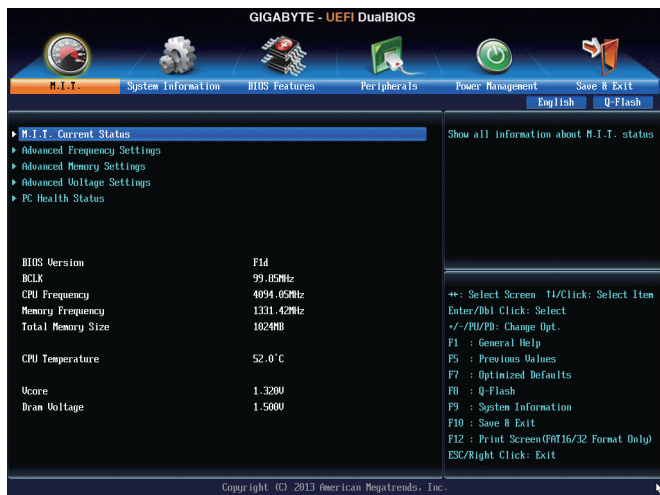 GIGABYTE - UEFI DualBIOS
M.I.T. System Information BIOS Features Peripherals Power Management Save & Exit
English Q-Flash
M.I.T. Current Status
Advanced Frequency Settings
Advanced Memory Settings
Advanced Voltage Settings
PC Health Status
BIOS Version F1d
BCLK 99.85MHz
CPU Frequency 4094.05MHz
Memory Frequency 1331.42MHz
Total Memory Size 1024MB
CPU Temperature 52.0°C
Vcore 1.320V
Dram Voltage 1.500V
Show all information about M.I.T. status
→←: Select Screen ↑↓/Click: Select Item
Enter/Dbl Click: Select
+/-/PU/PD: Change Opt.
F1 : General Help
F5 : Previous Values
F7 : Optimized Defaults
F8 : Q-Flash
F9 : System Information
F10 : Save & Exit
F12 : Print Screen(FAT16/32 Format Only)
ESC/Right Click: Exit
Copyright (C) 2013 American Megatrends, Inc.